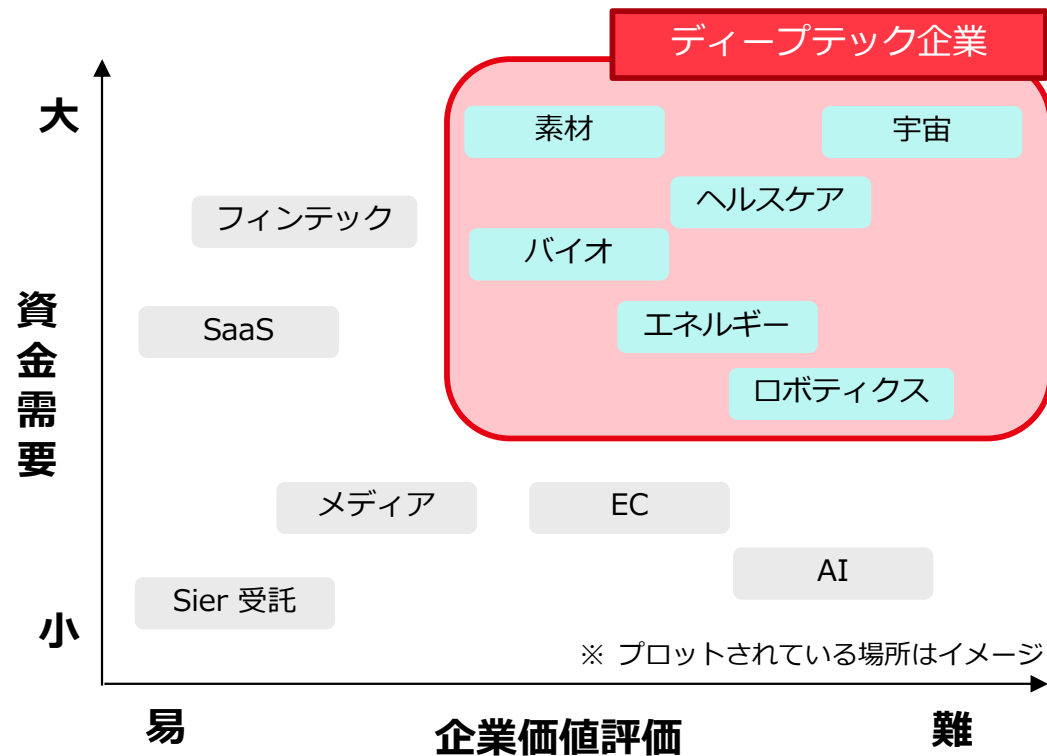 ディープテック企業
大
素材
宇宙
ヘルスケア
フィンテック
バイオ
資金需要
SaaS
エネルギー
ロボティクス
メディア
EC
AI
Sier 受託
小
※ プロットされている場所はイメージ
易
企業価値評価
難